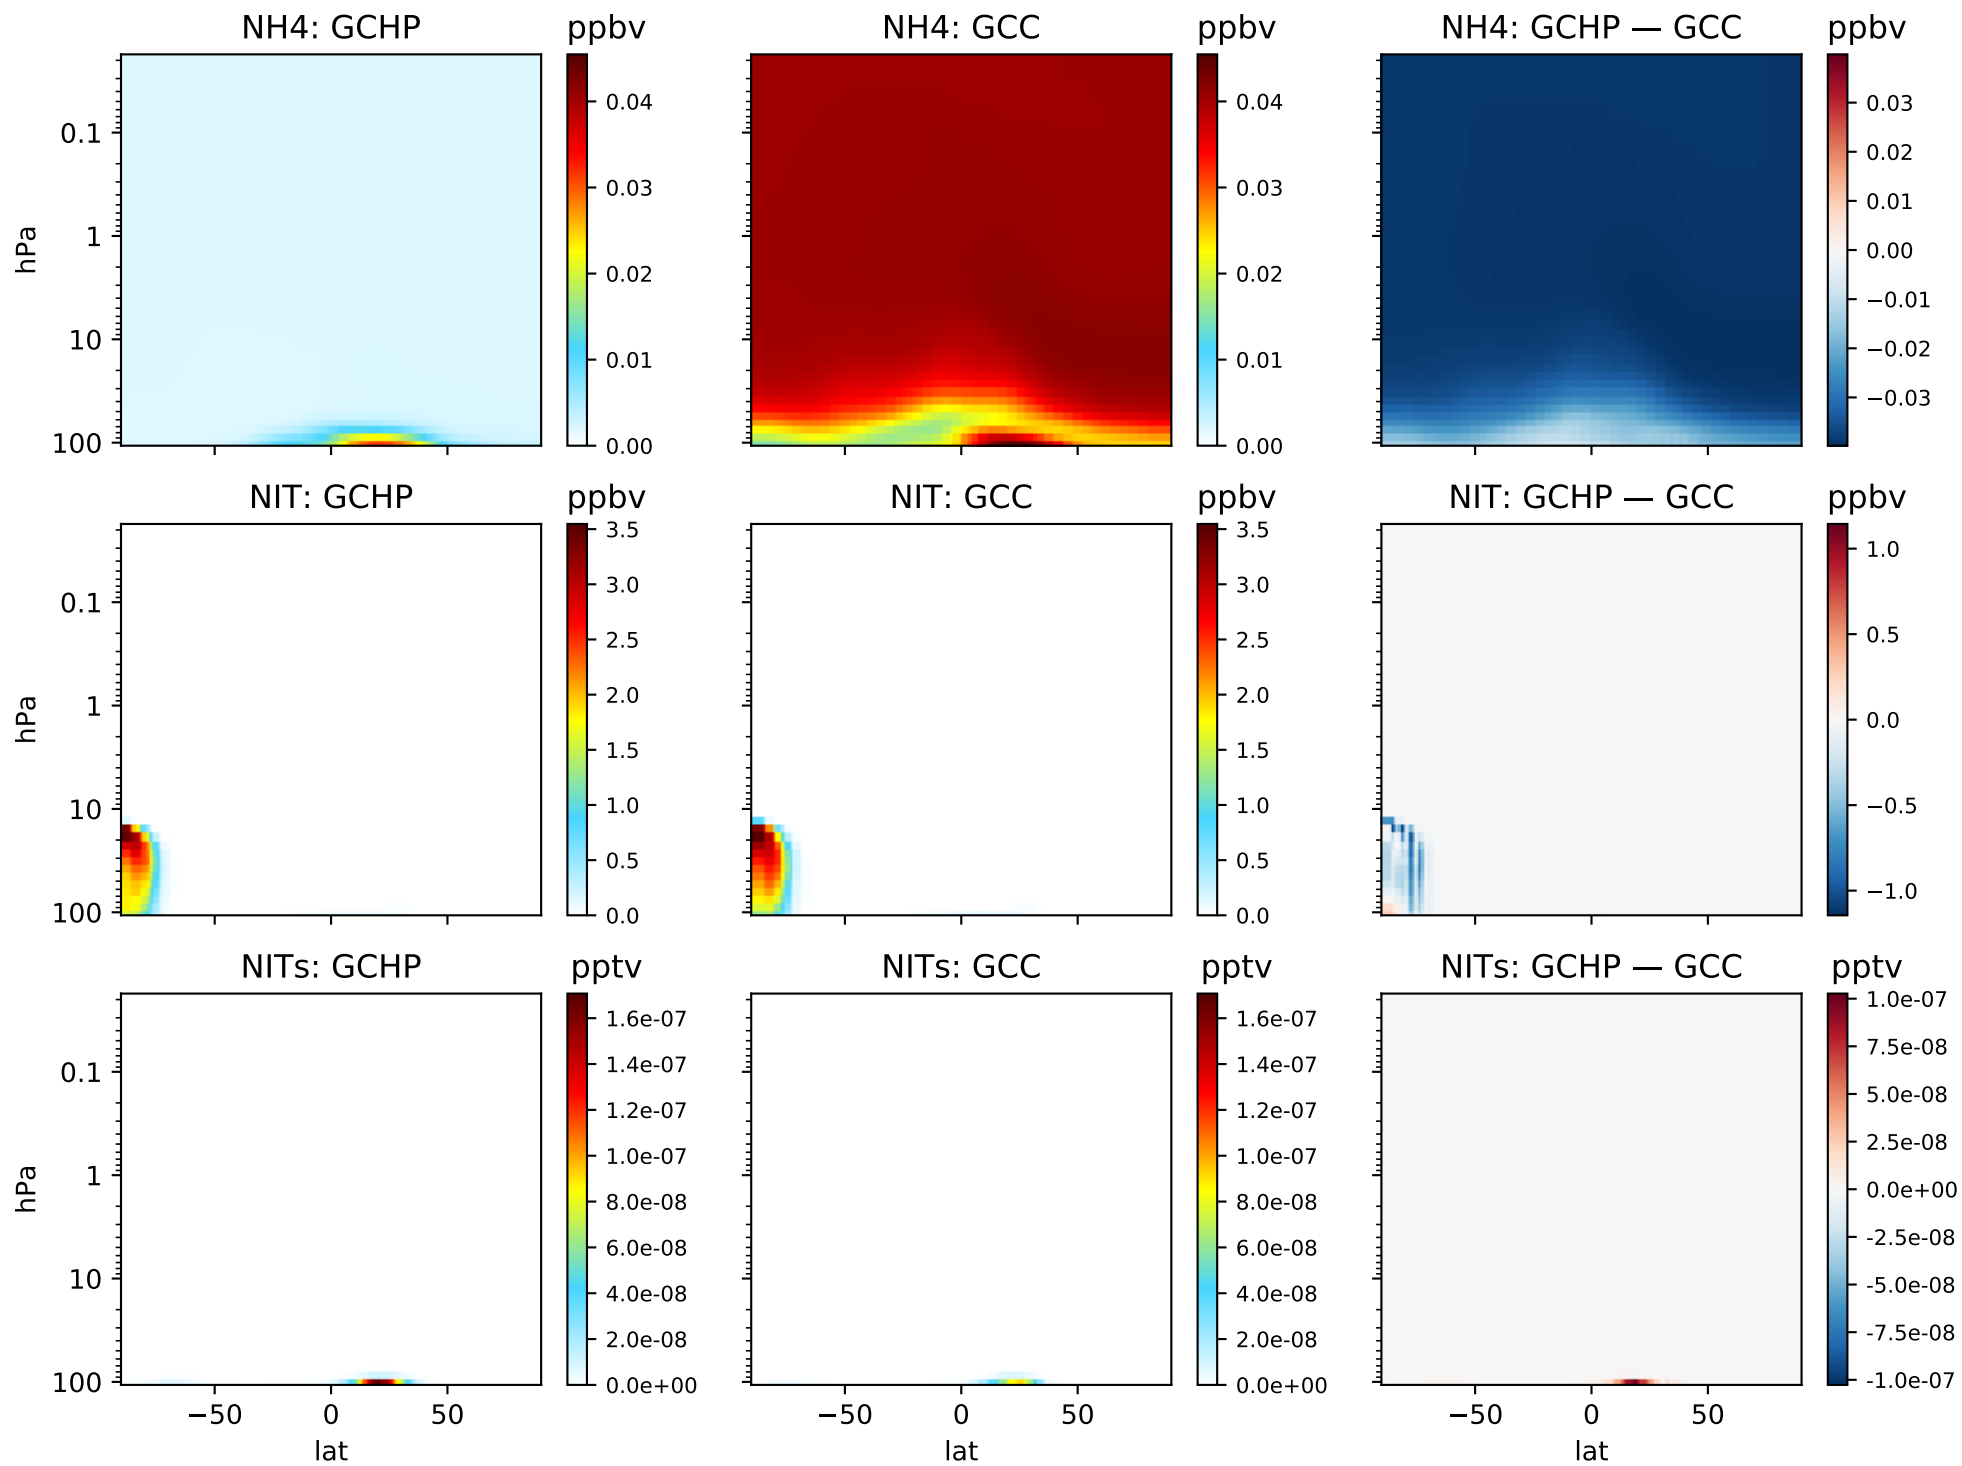 NH4: GCHP
ppbv
NH4: GCC
ppbv
NH4: GCHP — GCC
ppbv
hPa
0.1
1
10
100
0.04
0.03
0.02
0.01
0.00
0.04
0.03
0.02
0.01
0.00
0.03
0.02
0.01
0.00
−0.01
−0.02
−0.03
NIT: GCHP
ppbv
NIT: GCC
ppbv
NIT: GCHP — GCC
ppbv
hPa
0.1
1
10
100
3.5
3.0
2.5
2.0
1.5
1.0
0.5
0.0
3.5
3.0
2.5
2.0
1.5
1.0
0.5
0.0
1.0
0.5
0.0
−0.5
−1.0
NITs: GCHP
pptv
NITs: GCC
pptv
NITs: GCHP — GCC
pptv
hPa
0.1
1
10
100
1.6e-07
1.4e-07
1.2e-07
1.0e-07
8.0e-08
6.0e-08
4.0e-08
2.0e-08
0.0e+00
1.6e-07
1.4e-07
1.2e-07
1.0e-07
8.0e-08
6.0e-08
4.0e-08
2.0e-08
0.0e+00
1.0e-07
7.5e-08
5.0e-08
2.5e-08
0.0e+00
-2.5e-08
-5.0e-08
-7.5e-08
-1.0e-07
−50 0 50
−50 0 50
−50 0 50
lat
lat
lat